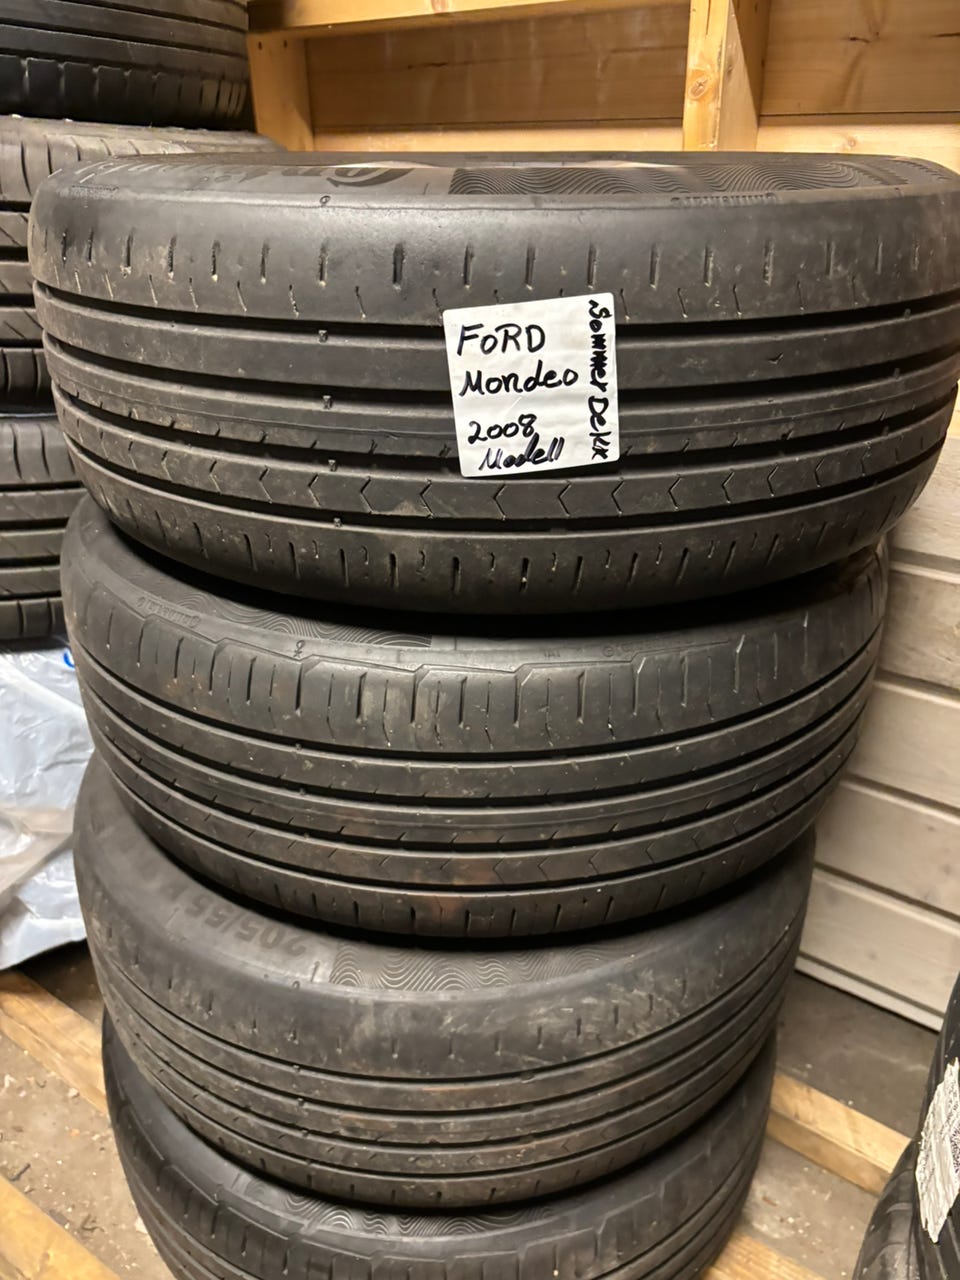 FORD
Mondeo
2008
Modell
Sommer Dekk
205/55